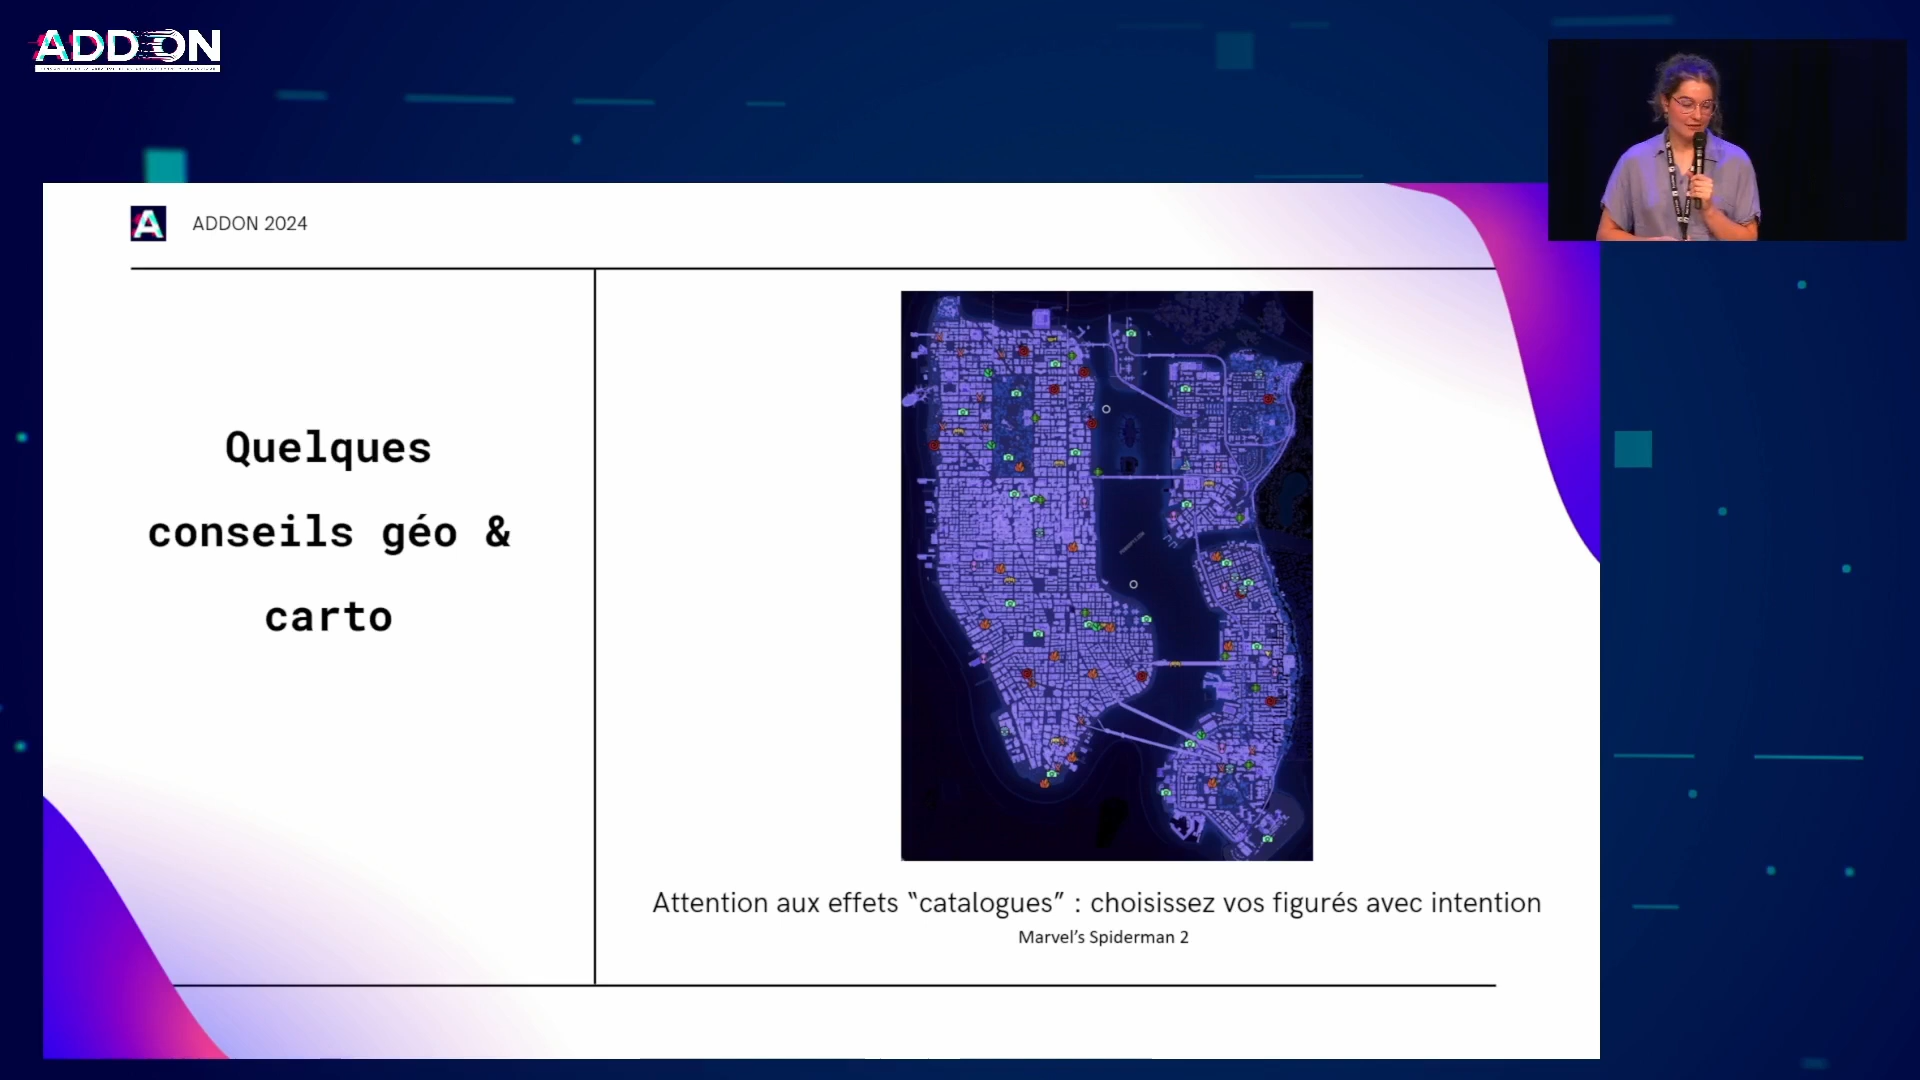 ADDON
A ADDON 2024
Quelques
conseils géo &
carto
Attention aux effets “catalogues” : choisissez vos figurés avec intention
Marvel’s Spiderman 2